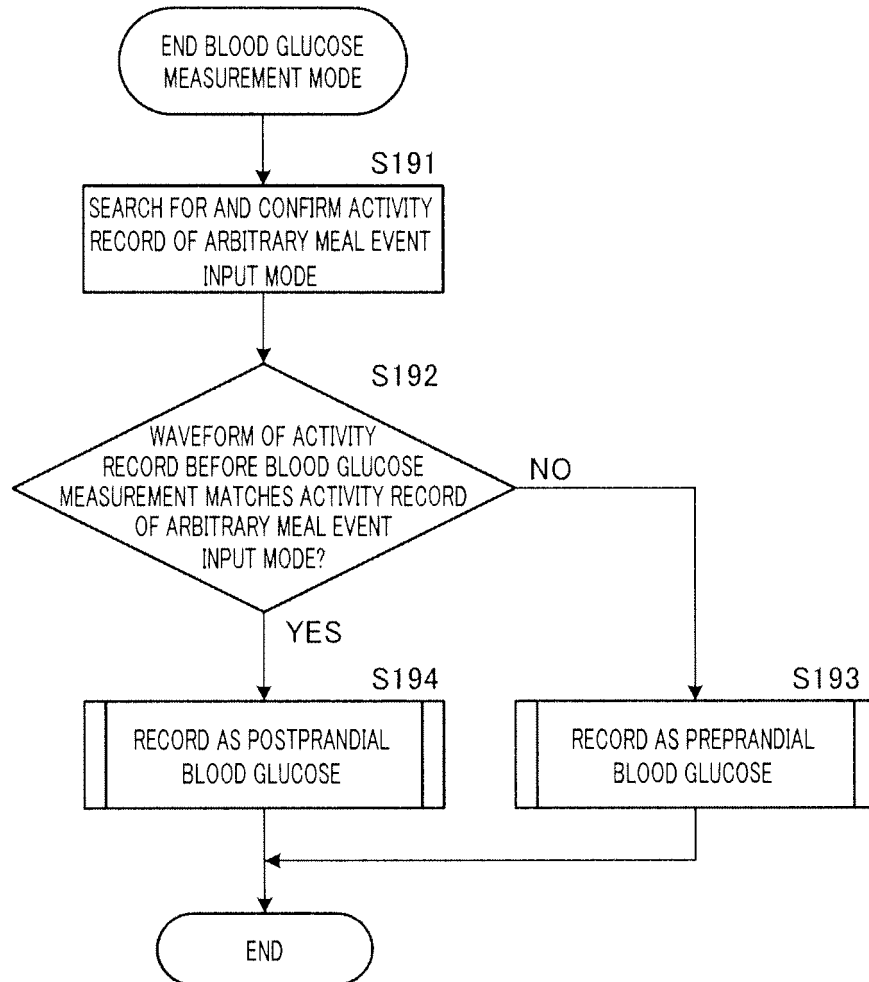 END BLOOD GLUCOSE
MEASUREMENT MODE
S191
SEARCH FOR AND CONFIRM ACTIVITY
RECORD OF ARBITRARY MEAL EVENT
INPUT MODE
S192
WAVEFORM OF ACTIVITY
RECORD BEFORE BLOOD GLUCOSE
MEASUREMENT MATCHES ACTIVITY RECORD
OF ARBITRARY MEAL EVENT
INPUT MODE?
NO
YES
S194
RECORD AS POSTPRANDIAL
BLOOD GLUCOSE
S193
RECORD AS PREPRANDIAL
BLOOD GLUCOSE
END